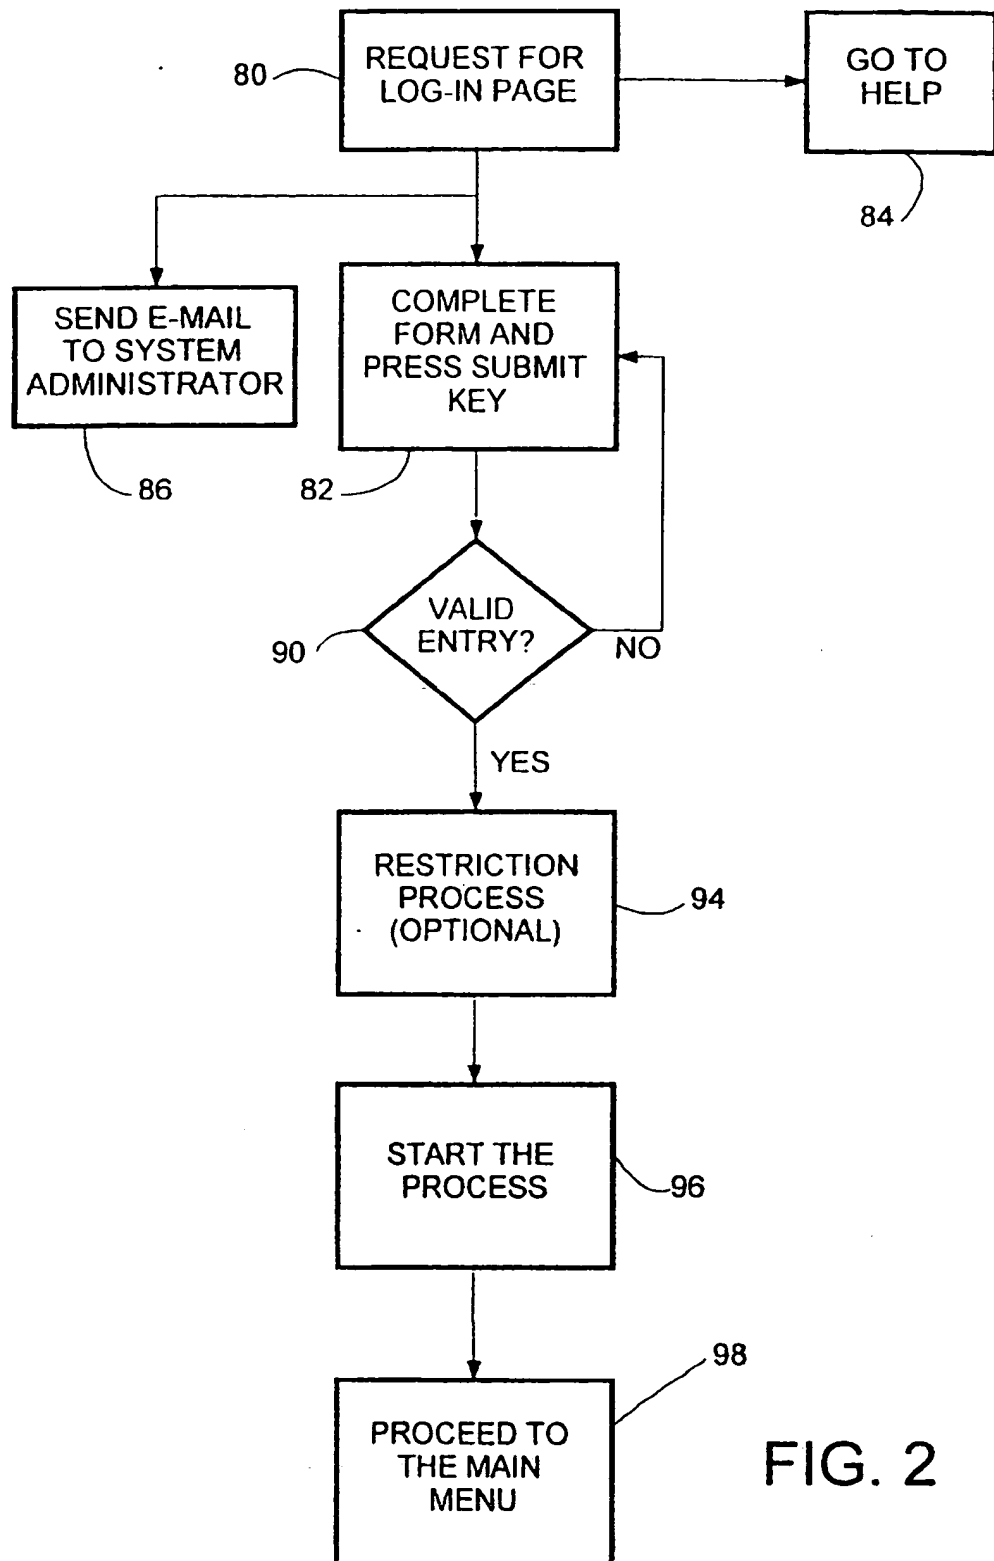 80
REQUEST FOR
LOG-IN PAGE
GO TO
HELP
84
SEND E-MAIL
TO SYSTEM
ADMINISTRATOR
86
COMPLETE
FORM AND
PRESS SUBMIT
KEY
82
VALID
ENTRY?
90
NO
YES
RESTRICTION
PROCESS
(OPTIONAL)
94
START THE
PROCESS
96
98
PROCEED TO
THE MAIN
MENU
FIG. 2